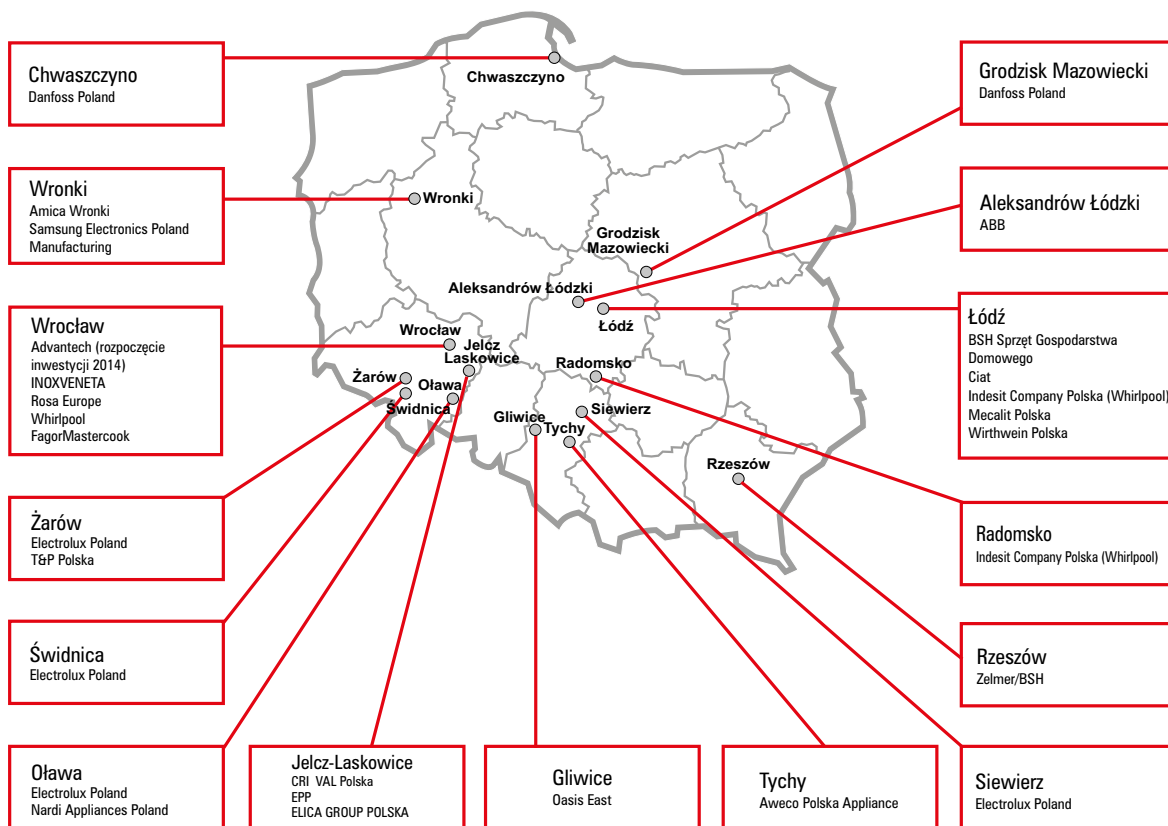 Chwaszczyno
Danfoss Poland
Wronki
Amica Wronki
Samsung Electronics Poland
Manufacturing
Wrocław
Advantech (rozpoczęcie
inwestycji 2014)
INOXVENETA
Rosa Europe
Whirlpool
FagorMastercook
Żarów
Electrolux Poland
T&P Polska
Świdnica
Electrolux Poland
Oława
Electrolux Poland
Nardi Appliances Poland
Jelcz-Laskowice
CRI VAL Polska
EPP
ELICA GROUP POLSKA
Gliwice
Oasis East
Tychy
Aweco Polska Appliance
Siewierz
Electrolux Poland
Rzeszów
Zelmer/BSH
Radomsko
Indesit Company Polska (Whirlpool)
Łódź
BSH Sprzęt Gospodarstwa
Domowego
Ciat
Indesit Company Polska (Whirlpool)
Mecalit Polska
Wirthwein Polska
Aleksandrów Łódzki
ABB
Grodzisk Mazowiecki
Danfoss Poland
Chwaszczyno
Wronki
Grodzisk
Mazowiecki
Aleksandrów Łódzki
Łódź
Wrocław
Jelcz
Laskowice
Żarów
Oława
Świdnica
Radomsko
Siewierz
Gliwice
Tychy
Rzeszów